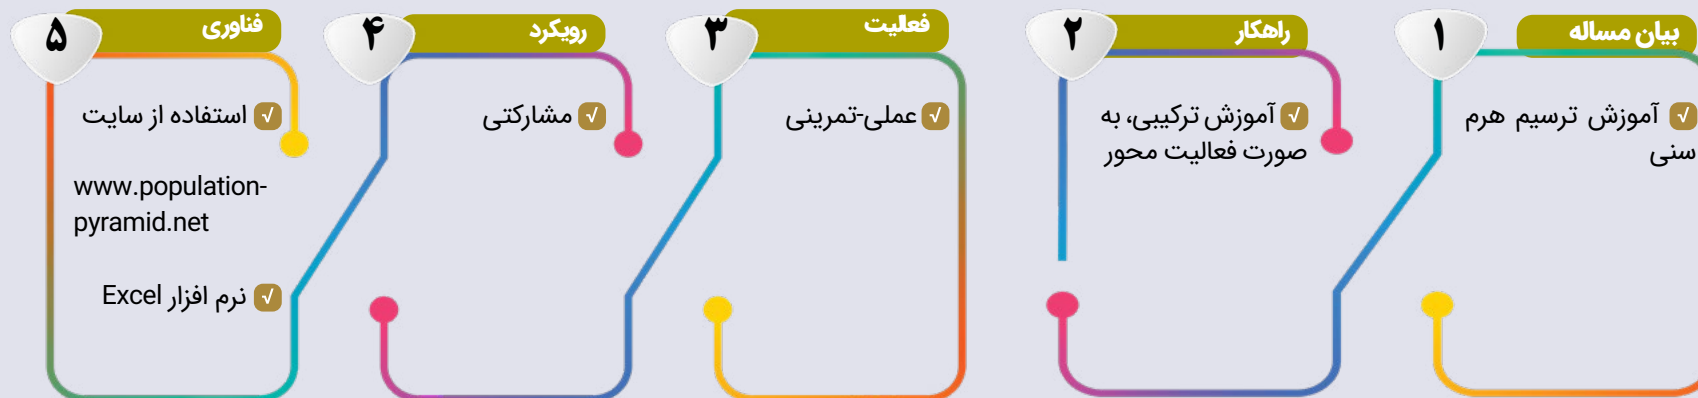 ۱
بیان مساله
√ آموزش ترسیم هرم
سنی
۲
راهکار
√ آموزش ترکیبی، به
صورت فعالیت محور
۳
فعالیت
√ عملی-تمرینی
۴
رویکرد
√ مشارکتی
۵
فناوری
√ استفاده از سایت
www.population-
pyramid.net
√ نرم افزار Excel